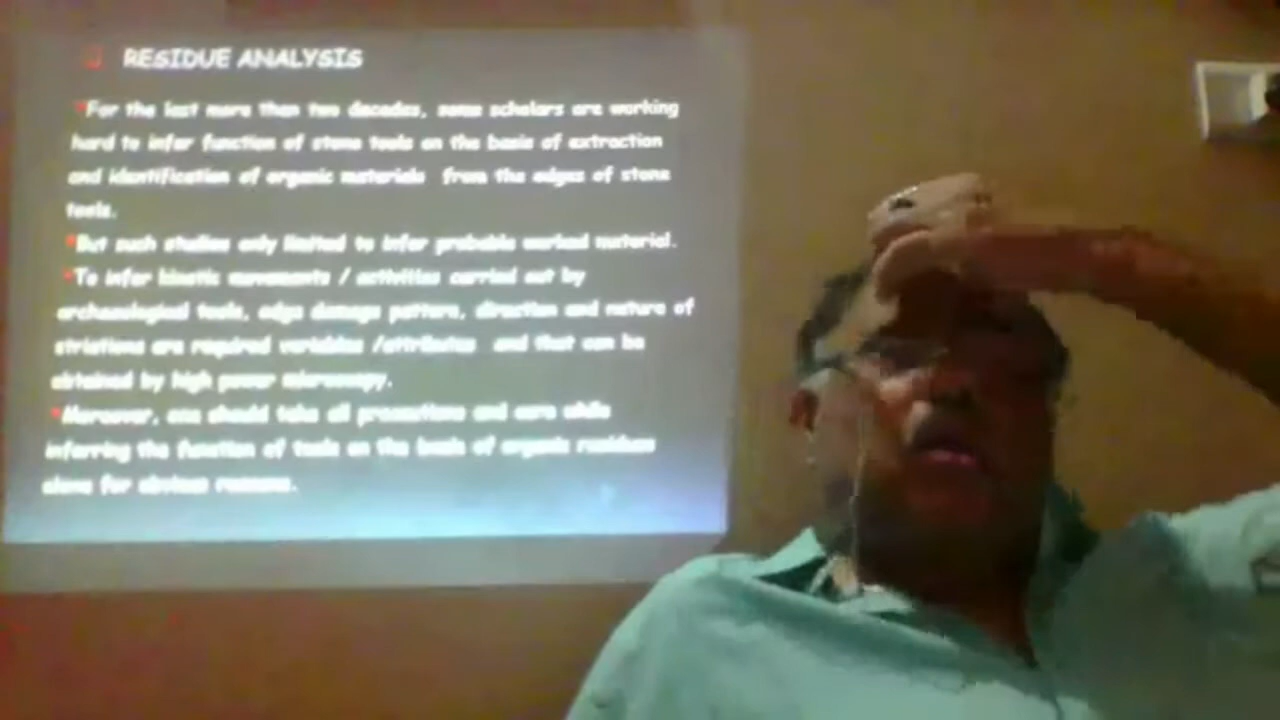 RESIDUE ANALYSIS
For the last more than two decades, some scholars are working
hard to infer function of stone tools on the basis of extraction
and identification of organic materials from the edges of stone
tools.
But such studies only limited to infer probable worked material.
To infer kinetic movements / activities carried out by
archaeological tools, edge damage pattern, direction and nature of
striations are required variables /attributes and that can be
obtained by high power microscopy.
Moreover, one should take all precautions and care while
inferring the function of tools on the basis of organic residues
alone for obvious reasons.